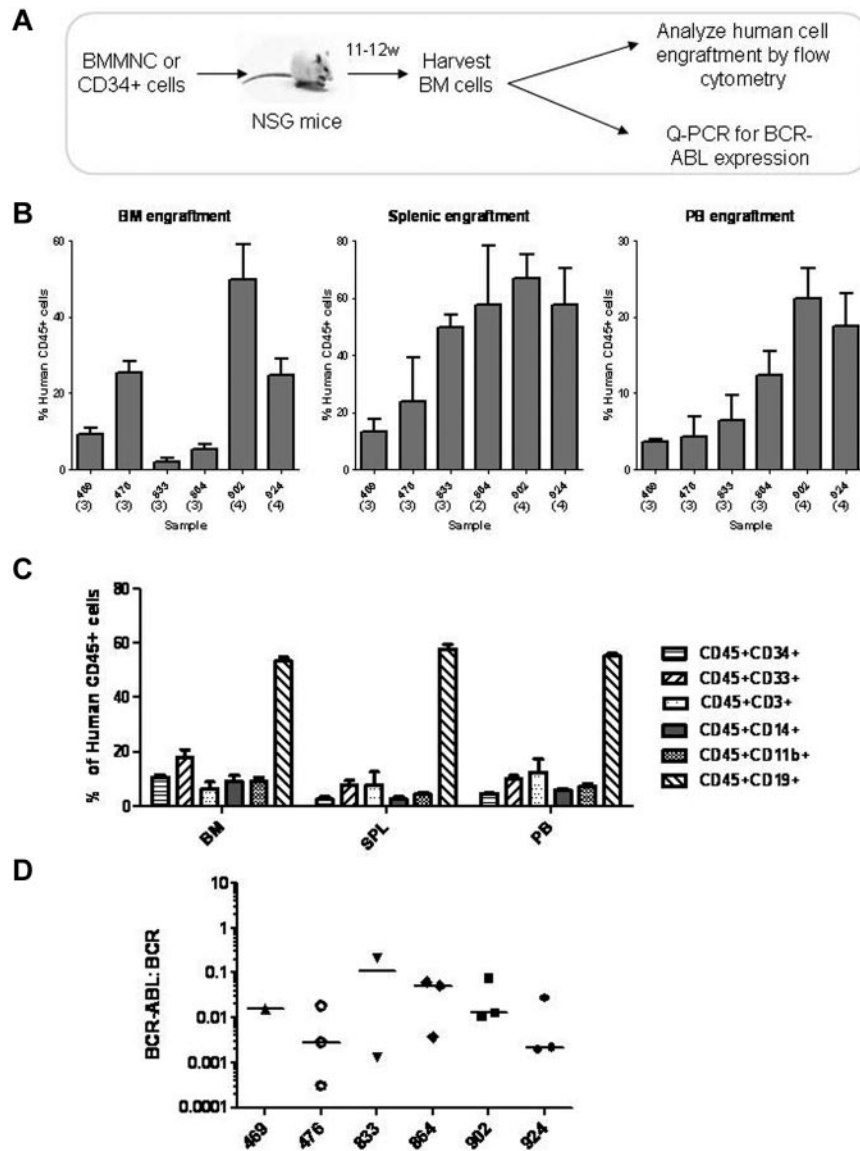 A
BMMNC or
CD34+ cells
11-12w
NSG mice
Harvest
BM cells
Analyze human cell
engraftment by flow
cytometry
Q-PCR for BCR-
ABL expression
B
BM engraftment
% Human CD45+ cells
60
40
20
0
469 476 833 864 902 924
(3) (3) (3) (3) (4) (4)
Sample
Splenic engraftment
% Human CD45+ cells
80
60
40
20
0
469 476 833 864 902 924
(3) (3) (3) (2) (4) (4)
Sample
PB engraftment
% Human CD45+ cells
30
20
10
0
469 476 833 864 902 924
(3) (3) (3) (3) (4) (4)
Sample
C
% of Human CD45+ cells
80
60
40
20
0
BM SPL PB
CD45+CD34+
CD45+CD33+
CD45+CD3+
CD45+CD14+
CD45+CD11b+
CD45+CD19+
D
BCR-ABL:BCR
10
1
0.1
0.01
0.001
0.0001
469 476 833 864 902 924